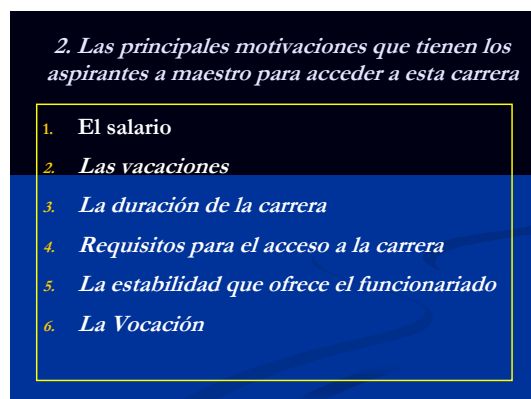 2. Las principales motivaciones que tienen los
aspirantes a maestro para acceder a esta carrera
1. El salario
2. Las vacaciones
3. La duración de la carrera
4. Requisitos para el acceso a la carrera
5. La estabilidad que ofrece el funcionariado
6. La Vocación